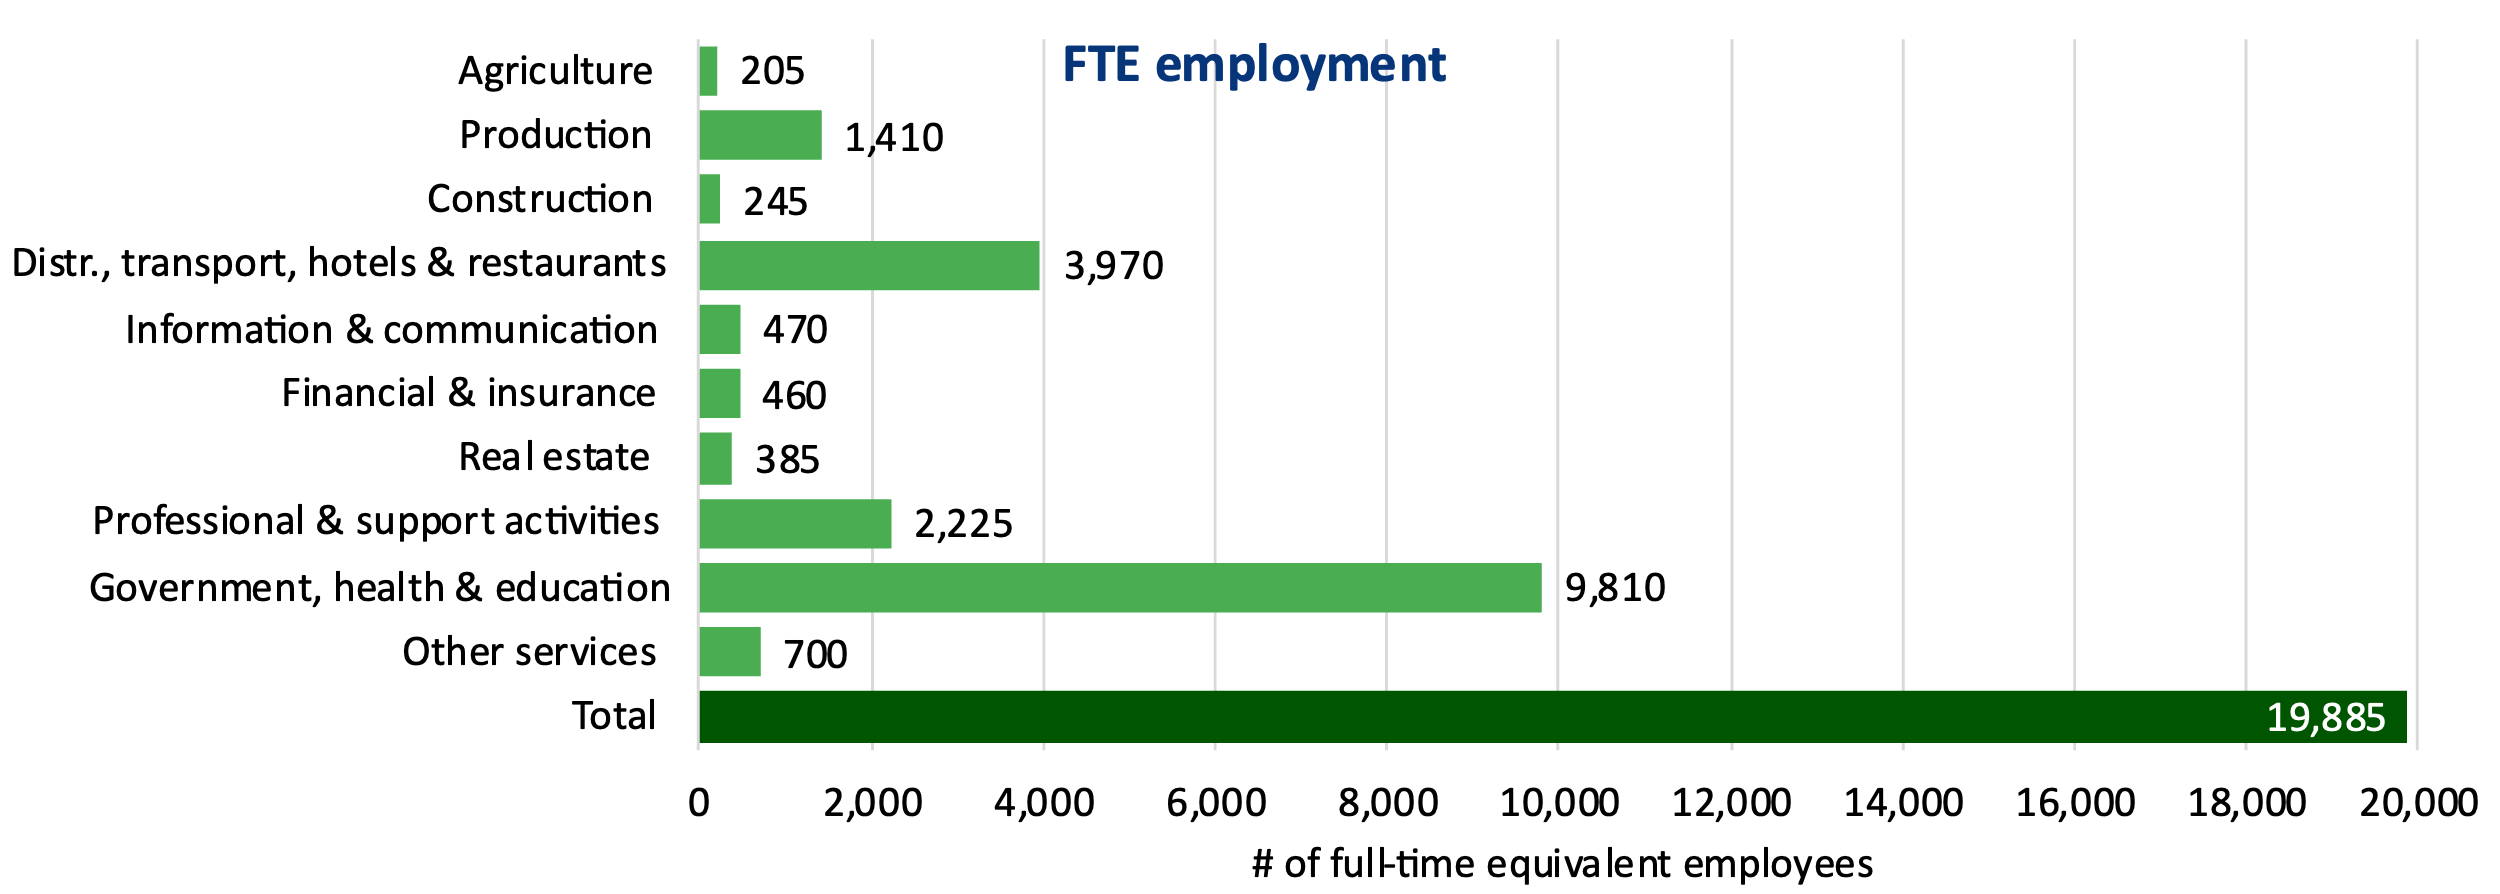 FTE employment
Agriculture 205
Production 1,410
Construction 245
Distr., transport, hotels & restaurants 3,970
Information & communication 470
Financial & insurance 460
Real estate 385
Professional & support activities 2,225
Government, health & education 9,810
Other services 700
Total 19,885
0 2,000 4,000 6,000 8,000 10,000 12,000 14,000 16,000 18,000 20,000
# of full-time equivalent employees